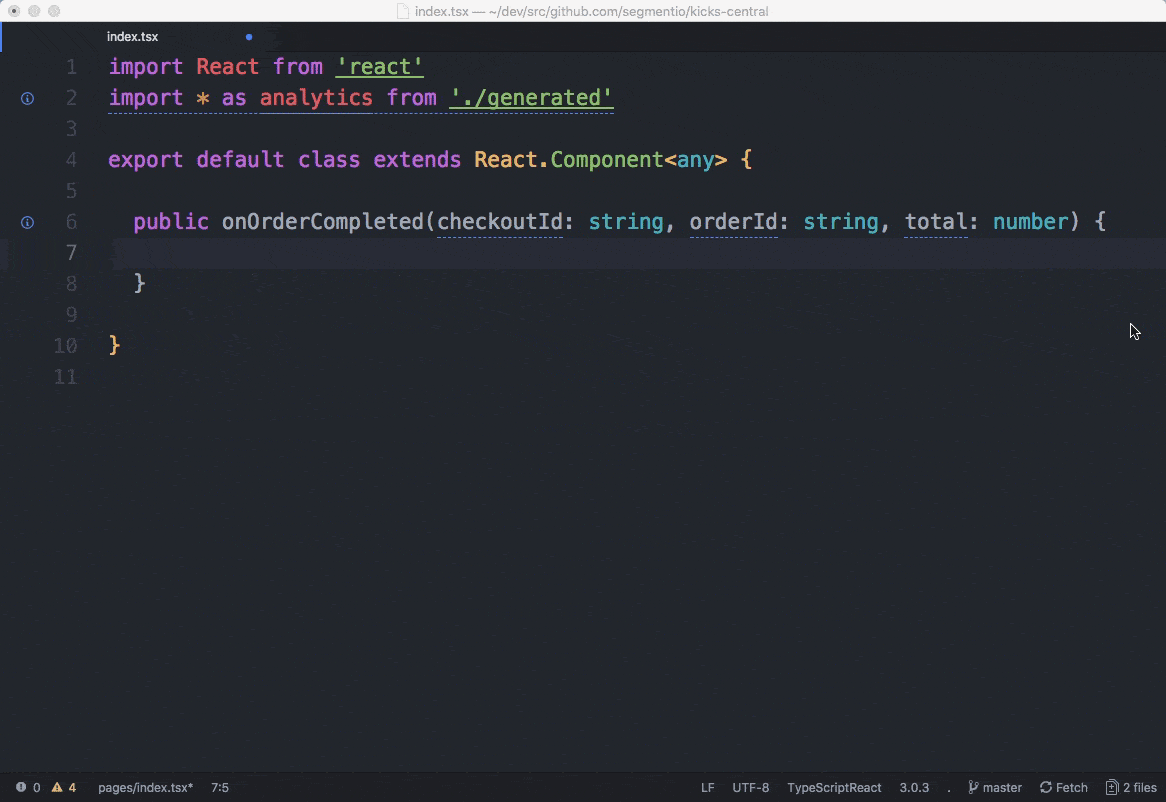 index.tsx — ~/dev/src/github.com/segmentio/kicks-central
index.tsx
1 import React from 'react'
2 import * as analytics from './generated'
3
4 export default class extends React.Component<any> {
5
6 public onOrderCompleted(checkoutId: string, orderId: string, total: number) {
7
8 }
9
10 }
11
0 4 pages/index.tsx* 7:5 LF UTF-8 TypeScriptReact 3.0.3 . master Fetch 2 files